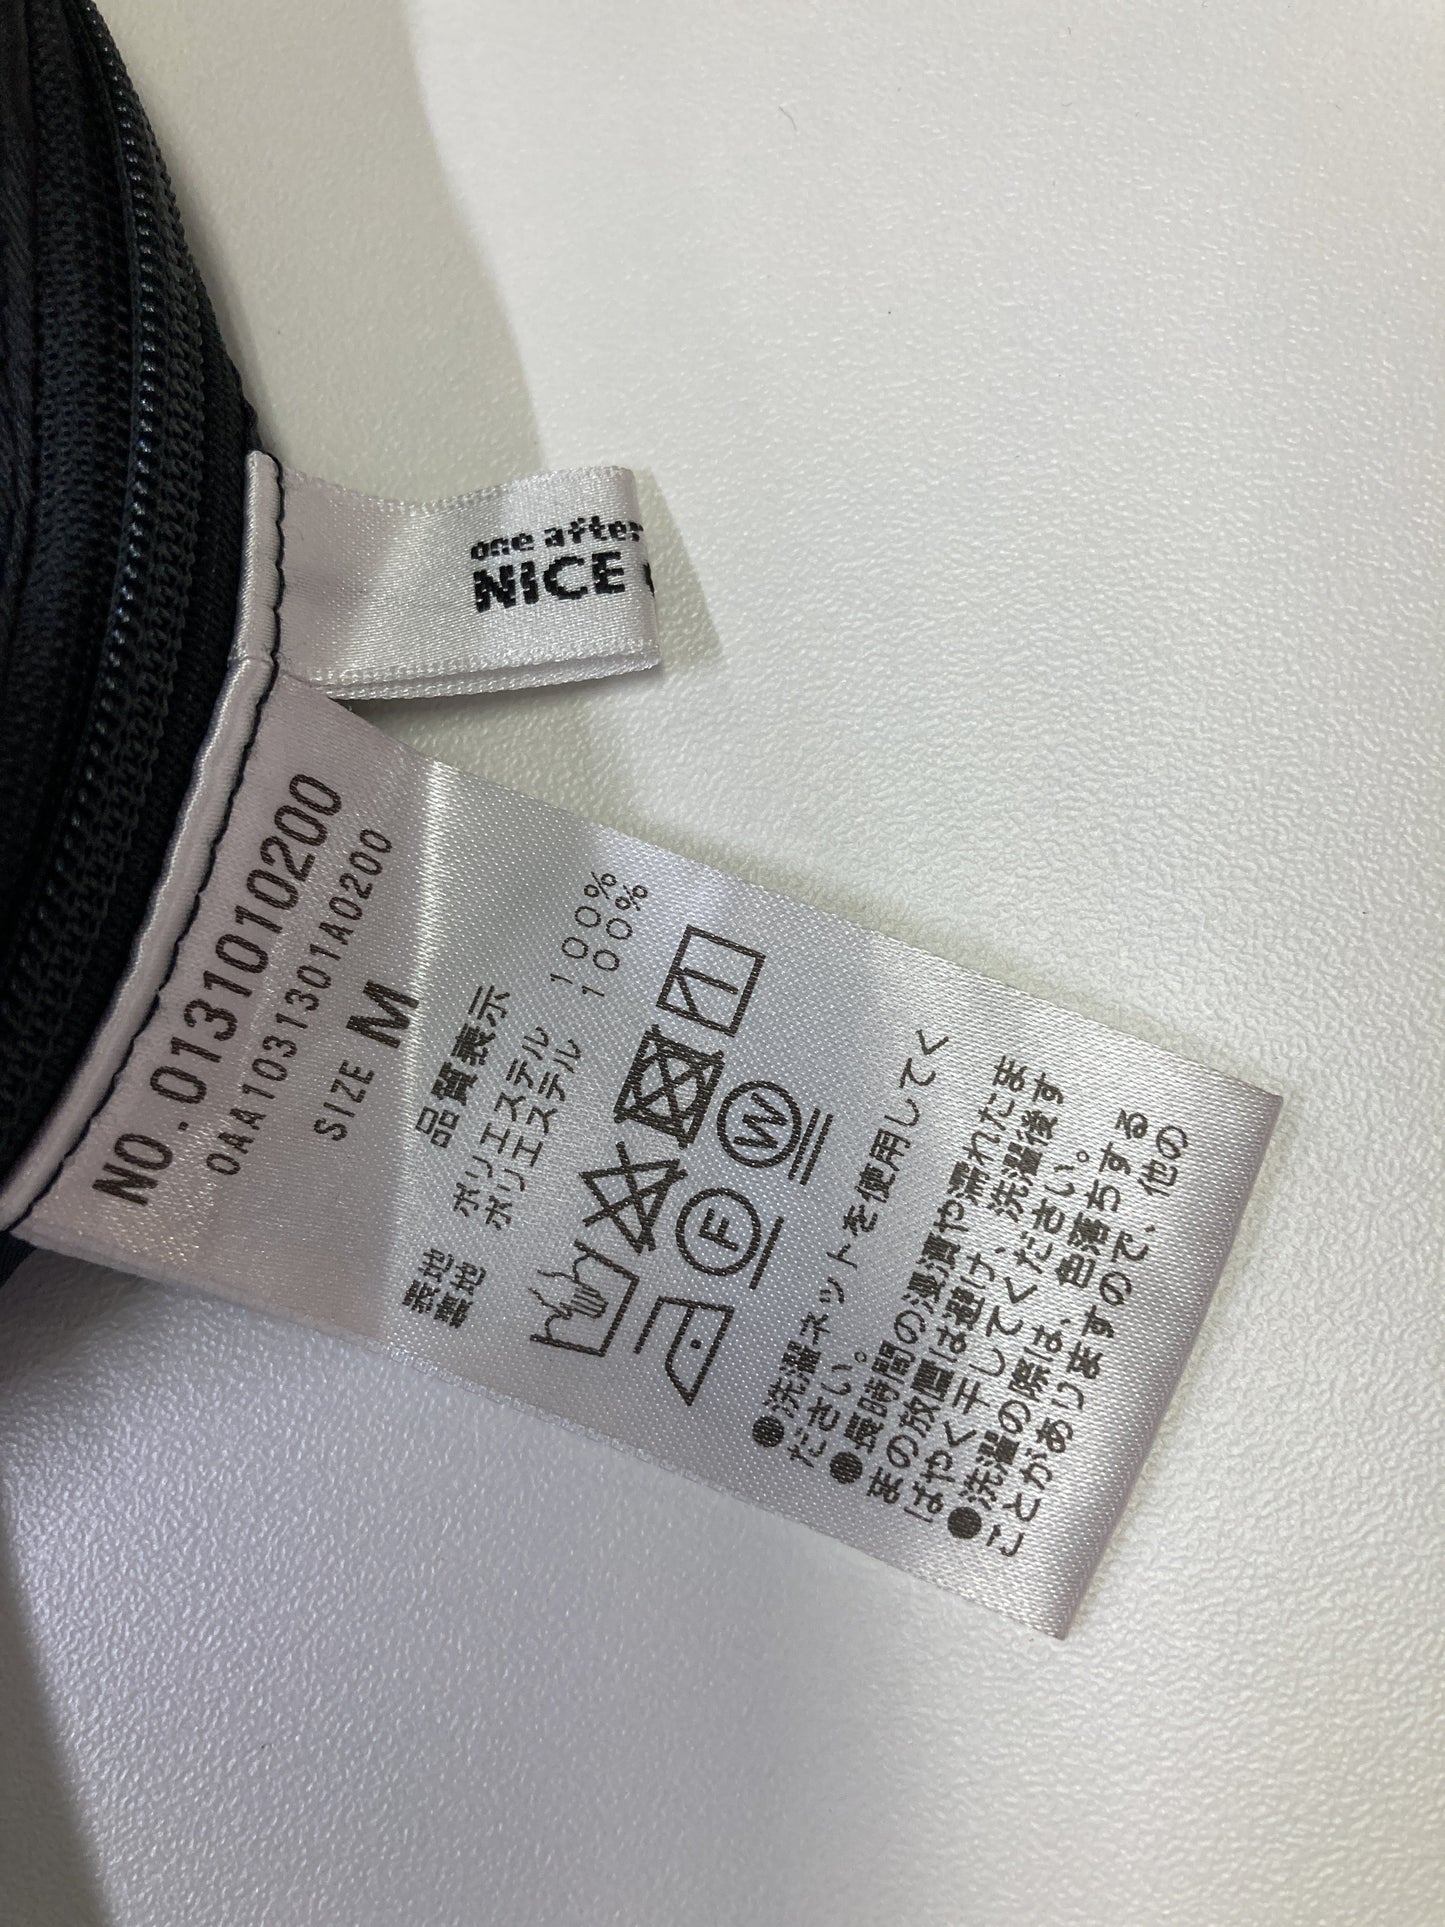 one after
NICE
NO.0131010200
0AA1031301A0200
SIZE M
品質表示
表地 ポリエステル 100%
裏地 ポリエステル 100%
W
F
●洗濯ネットを使用してく
ださい。
●長時間の浸漬や濡れたま
まの放置は避け、洗濯後す
ばやく干してください。
●洗濯の際は、色落ちする
ことがありますので、他の